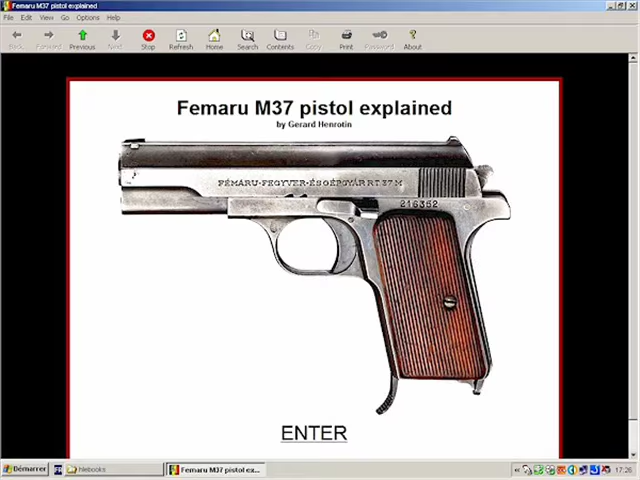 Femaru M37 pistol explained
File Edit View Go Options Help
Back Forward Previous Next Stop Refresh Home Search Contents Copy Print Password About
Femaru M37 pistol explained
by Gerard Henrotin
FÉMÁRU-FEGYVER-ÉS GÉPGYÁR R.T. 37.M
216352
ENTER
Démarrer FR hlebooks Femaru M37 pistol ex... « 17:26